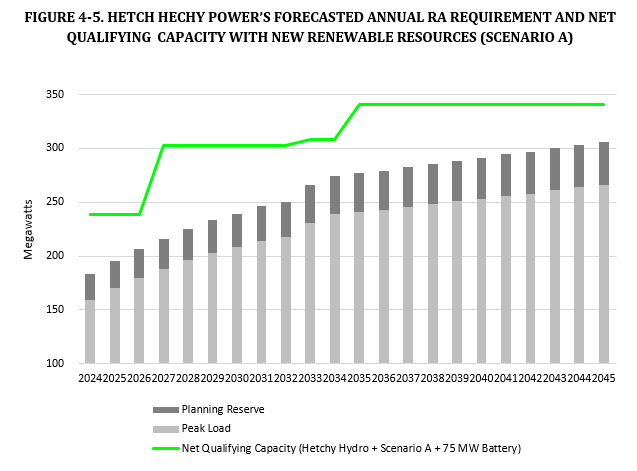 FIGURE 4-5. HETCH HECHY POWER’S FORECASTED ANNUAL RA REQUIREMENT AND NET
QUALIFYING CAPACITY WITH NEW RENEWABLE RESOURCES (SCENARIO A)
350
300
250
200
150
100
Megawatts
2024 2025 2026 2027 2028 2029 2030 2031 2032 2033 2034 2035 2036 2037 2038 2039 2040 2041 2042 2043 2044 2045
Planning Reserve
Peak Load
Net Qualifying Capacity (Hetchy Hydro + Scenario A + 75 MW Battery)